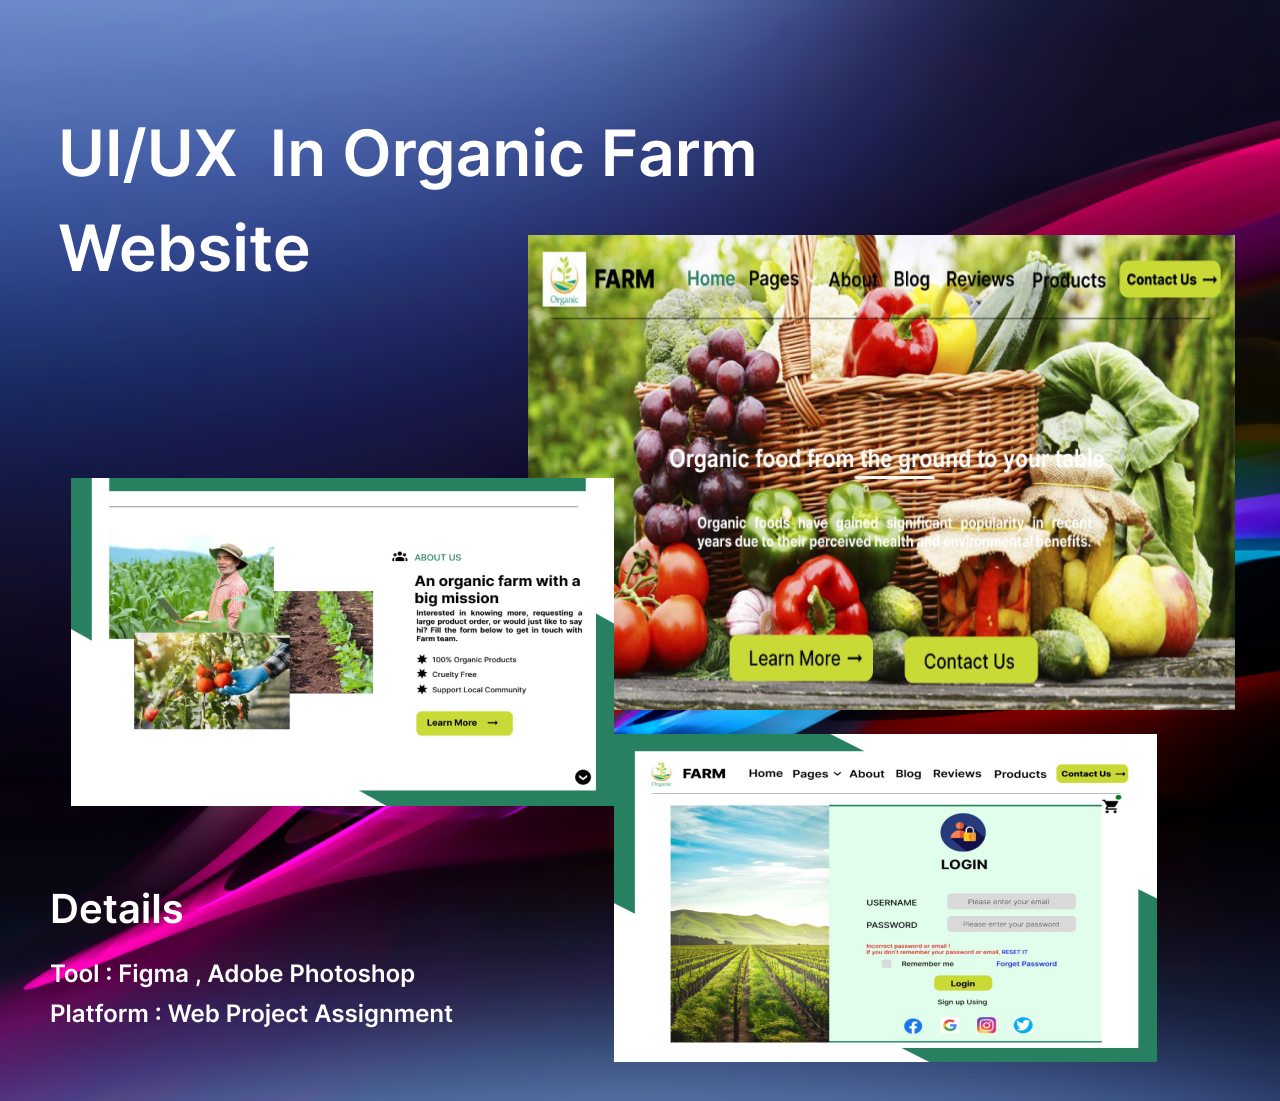 UI/UX  In Organic Farm
Website
Organic
FARM
Home Pages About Blog Reviews Products Contact Us →
Organic food from the ground to your table
Organic foods have gained significant popularity in recent
years due to their perceived health and environmental benefits.
Learn More →
Contact Us
ABOUT US
An organic farm with a
big mission
Interested in knowing more, requesting a
large product order, or would just like to say
hi? Fill the form below to get in touch with
Farm team.
100% Organic Products
Cruelty Free
Support Local Community
Learn More →
Organic
FARM
Home Pages About Blog Reviews Products Contact Us →
LOGIN
USERNAME Please enter your email
PASSWORD Please enter your password
Incorrect password or email !
if you don't remember your password or email, RESET IT
Remember me Forget Password
Login
Sign up Using
Details
Tool : Figma , Adobe Photoshop
Platform : Web Project Assignment